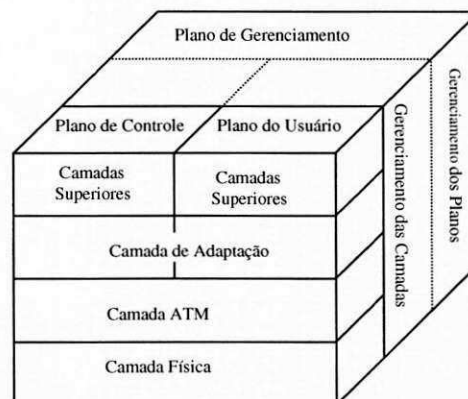 Plano de Gerenciamento
Plano de Controle
Plano do Usuário
Camadas
Superiores
Camadas
Superiores
Camada de Adaptação
Camada ATM
Camada Física
Gerenciamento das Camadas
Gerenciamento dos Planos